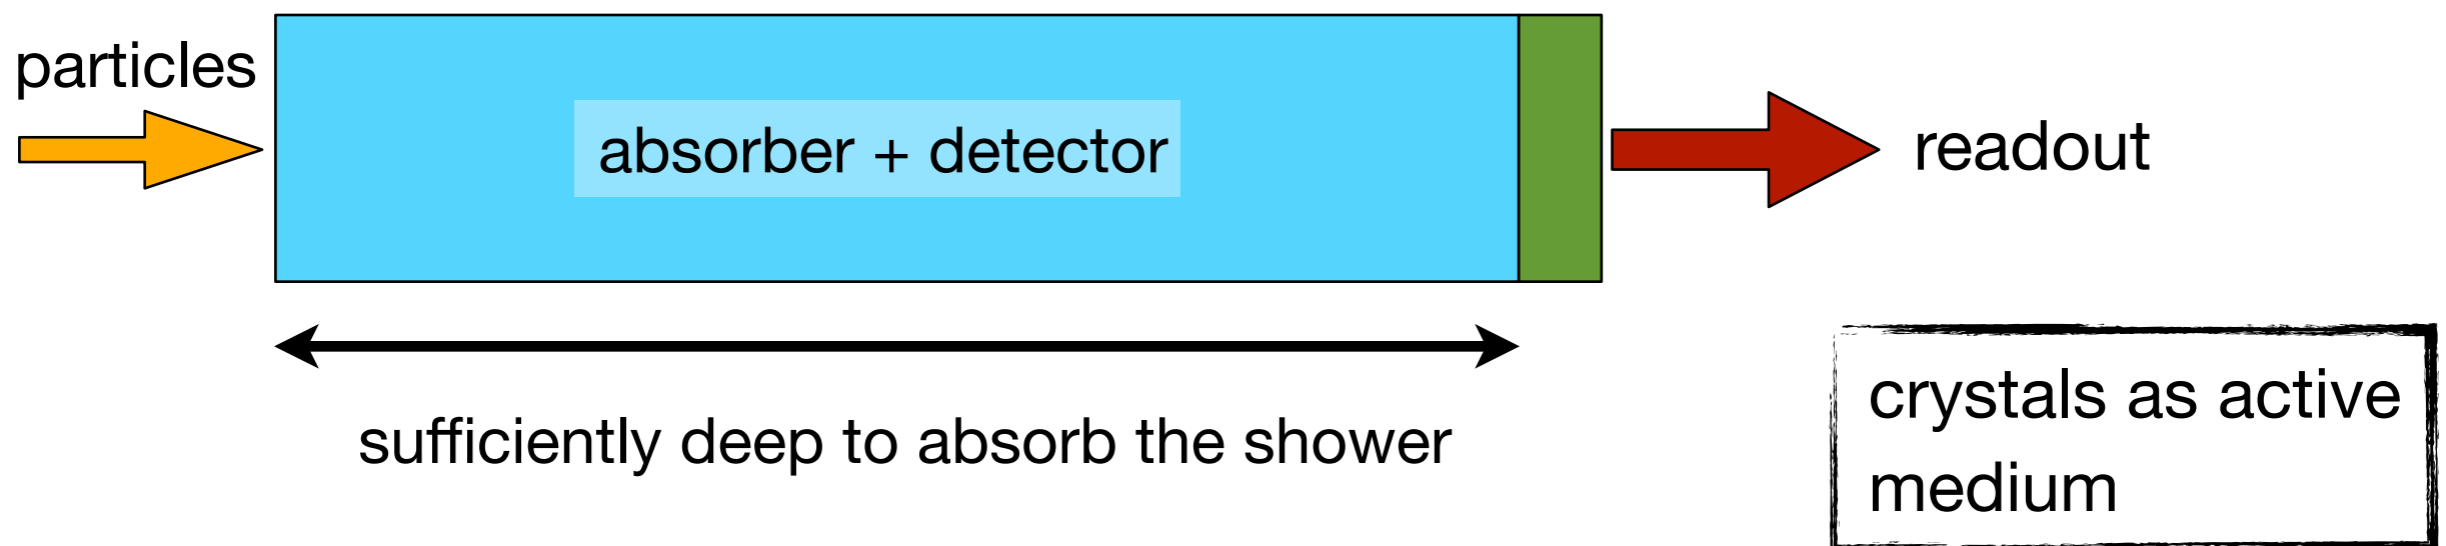 particles
absorber + detector
readout
sufficiently deep to absorb the shower
crystals as active
medium